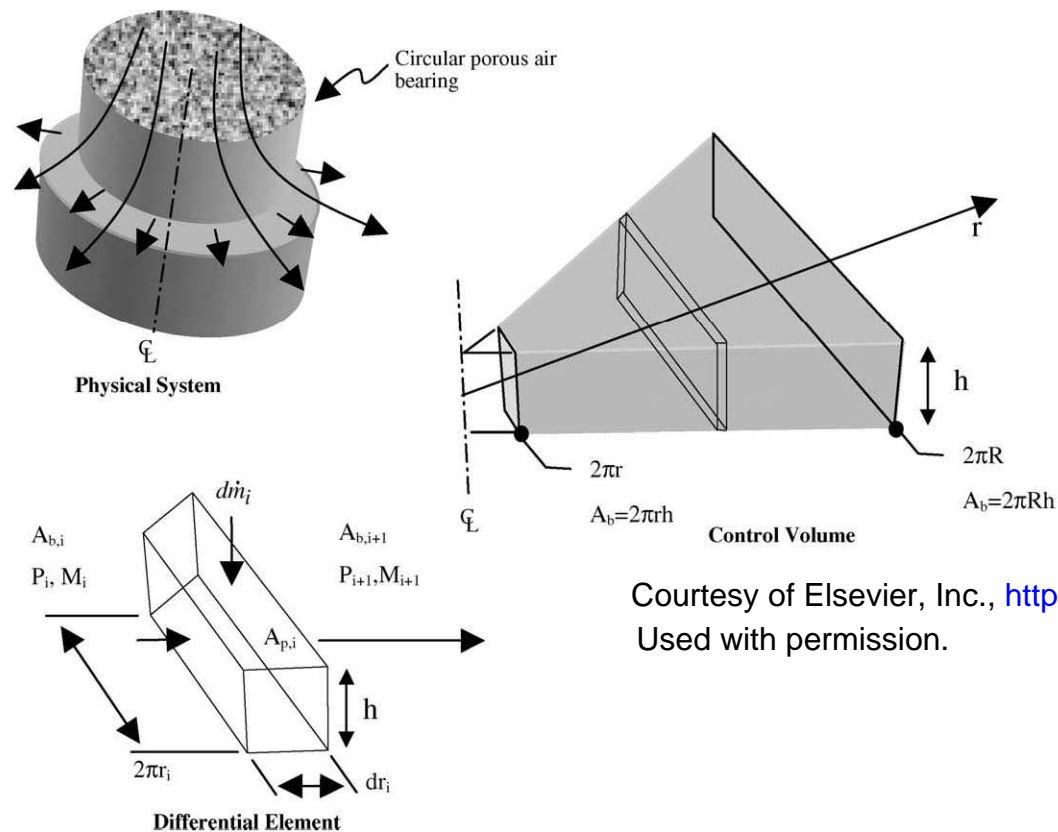 Circular porous air
bearing
℄
Physical System
r
h
2πr
A_b=2πrh
2πR
A_b=2πRh
℄
Control Volume
dṁ_i
A_b,i
P_i, M_i
A_b,i+1
P_i+1,M_i+1
A_p,i
h
2πr_i
dr_i
Differential Element
Courtesy of Elsevier, Inc., http
Used with permission.